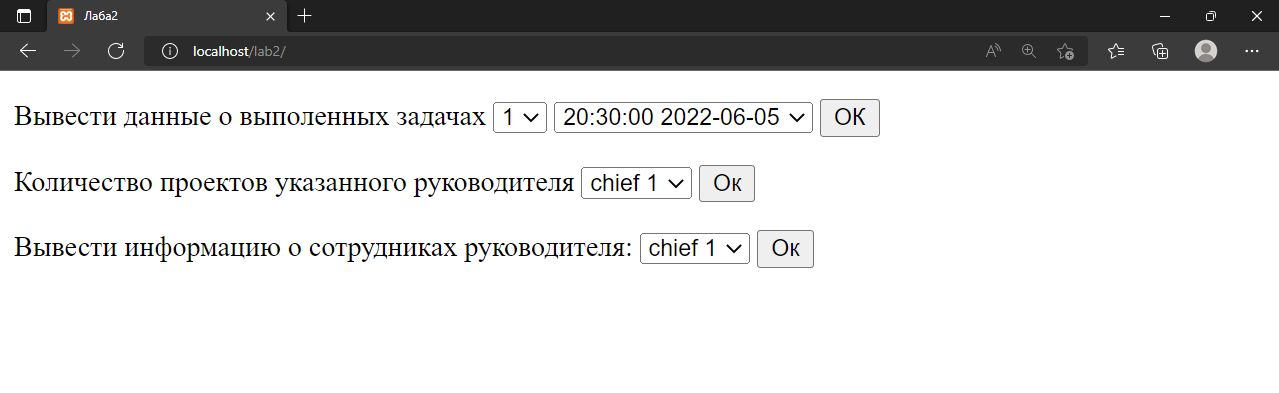 Лаба2
localhost/lab2/
Вывести данные о выполенных задачах 1 20:30:00 2022-06-05 ОК
Количество проектов указанного руководителя chief 1 Ок
Вывести информацию о сотрудниках руководителя: chief 1 Ок